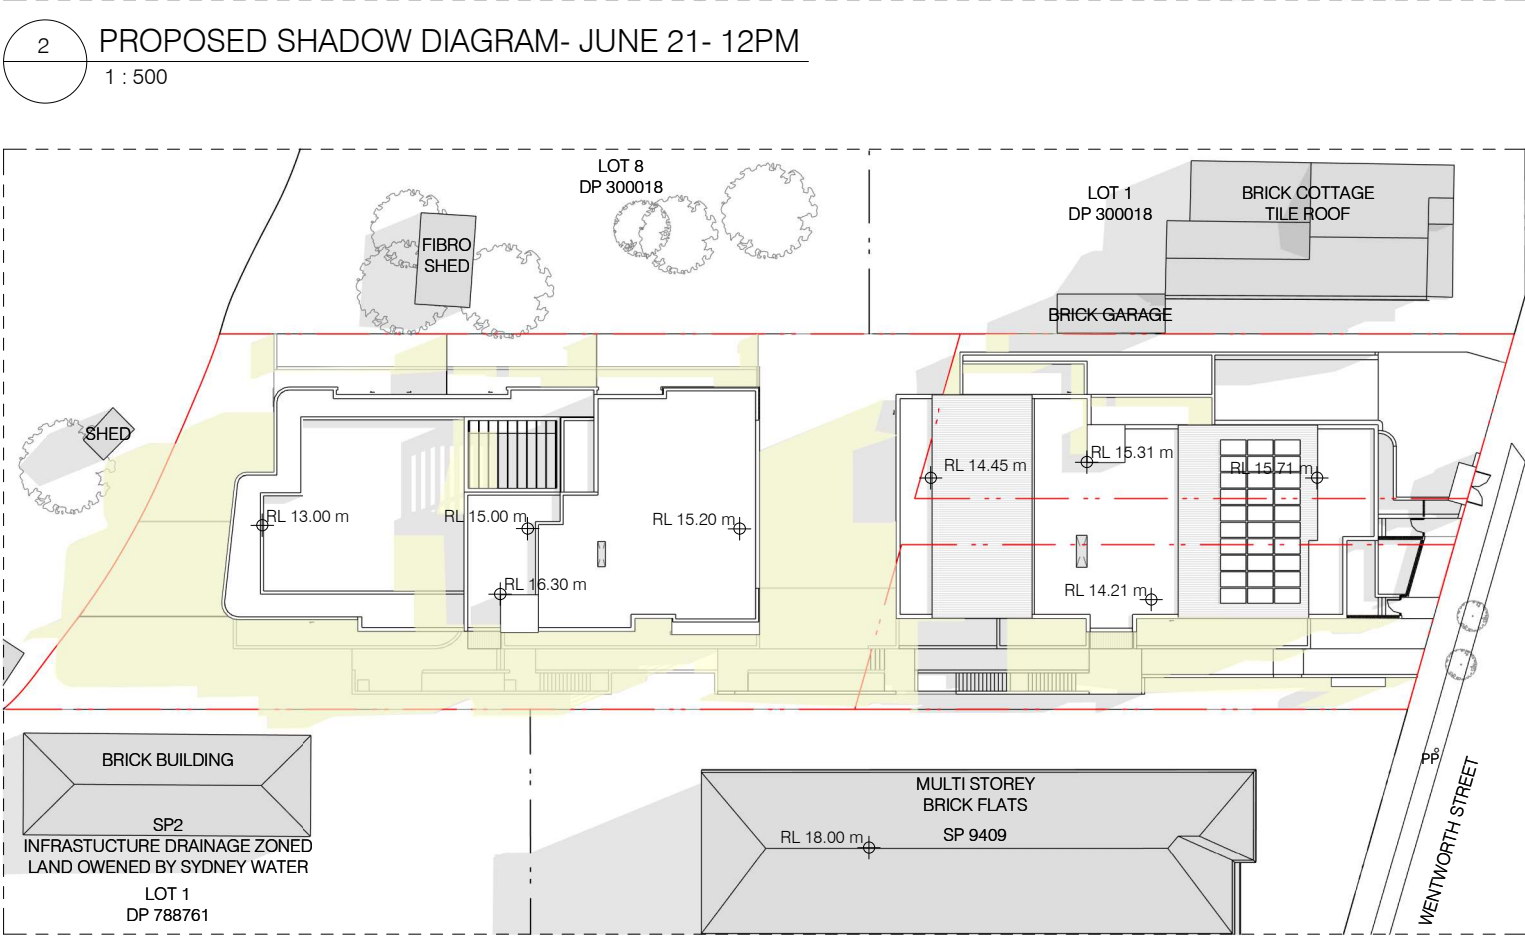 2
PROPOSED SHADOW DIAGRAM- JUNE 21- 12PM
1 : 500
LOT 8
DP 300018
LOT 1
DP 300018
BRICK COTTAGE
TILE ROOF
FIBRO
SHED
BRICK GARAGE
SHED
RL 14.45 m
RL 15.31 m
RL 15.71 m
RL 13.00 m
RL 15.00 m
RL 15.20 m
RL 16.30 m
RL 14.21 m
PP
WENTWORTH STREET
BRICK BUILDING
SP2
INFRASTUCTURE DRAINAGE ZONED
LAND OWENED BY SYDNEY WATER
LOT 1
DP 788761
MULTI STOREY
BRICK FLATS
SP 9409
RL 18.00 m